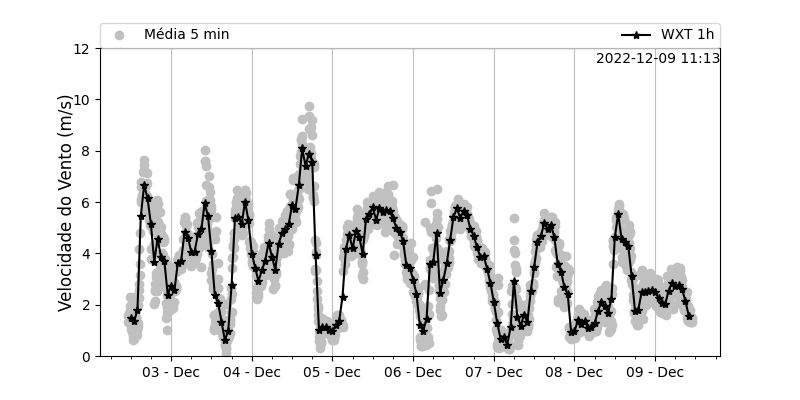 Média 5 min
WXT 1h
2022-12-09 11:13
Velocidade do Vento (m/s)
12
10
8
6
4
2
0
03 - Dec
04 - Dec
05 - Dec
06 - Dec
07 - Dec
08 - Dec
09 - Dec